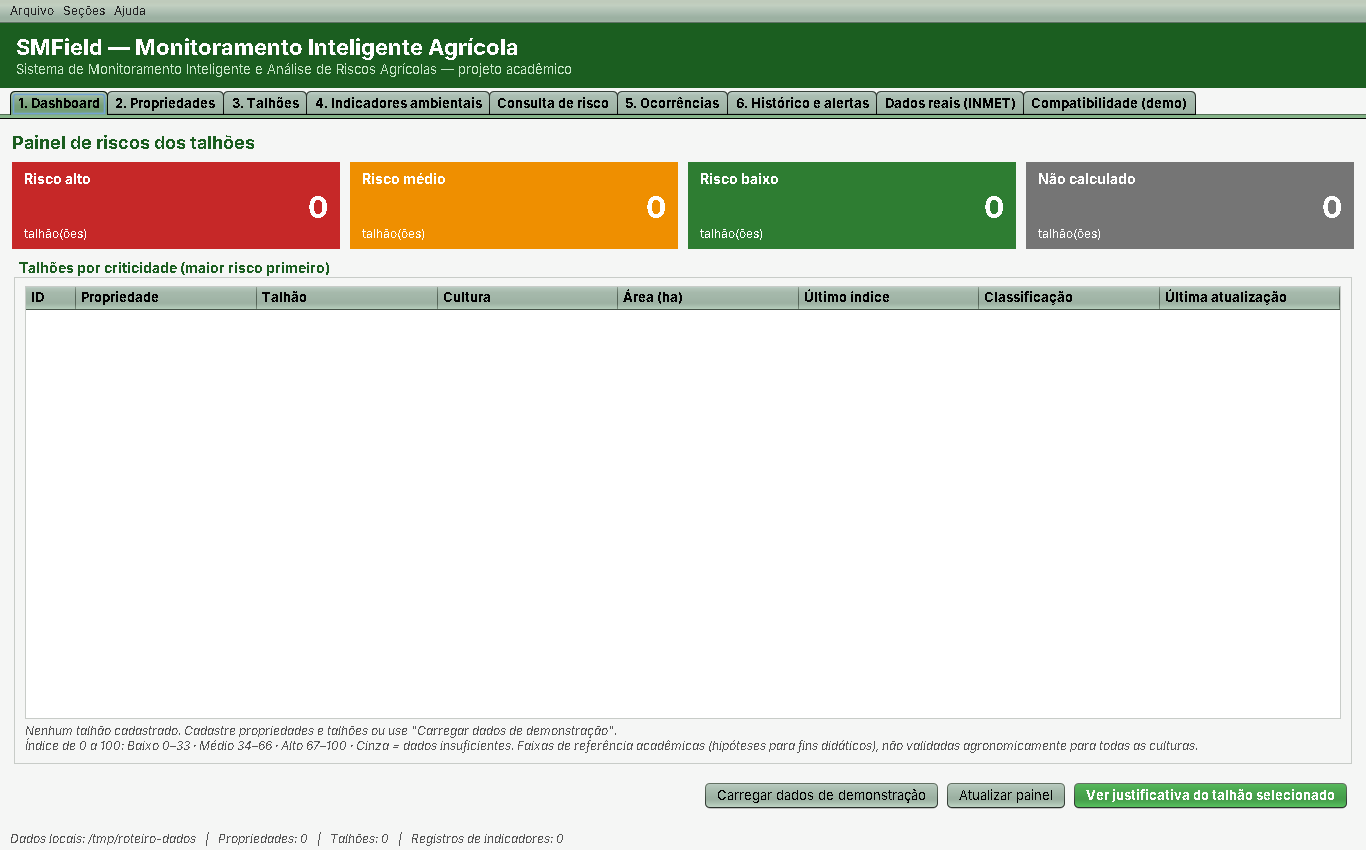 Arquivo Seções Ajuda
SMField — Monitoramento Inteligente Agrícola
Sistema de Monitoramento Inteligente e Análise de Riscos Agrícolas — projeto acadêmico
1. Dashboard 2. Propriedades 3. Talhões 4. Indicadores ambientais Consulta de risco 5. Ocorrências 6. Histórico e alertas Dados reais (INMET) Compatibilidade (demo)
Painel de riscos dos talhões
Risco alto Risco médio Risco baixo Não calculado
0 0 0 0
talhão(ões) talhão(ões) talhão(ões) talhão(ões)
Talhões por criticidade (maior risco primeiro)
ID Propriedade Talhão Cultura Área (ha) Último índice Classificação Última atualização
Nenhum talhão cadastrado. Cadastre propriedades e talhões ou use "Carregar dados de demonstração".
Índice de 0 a 100: Baixo 0–33 · Médio 34–66 · Alto 67–100 · Cinza = dados insuficientes. Faixas de referência acadêmicas (hipóteses para fins didáticos), não validadas agronomicamente para todas as culturas.
Carregar dados de demonstração Atualizar painel Ver justificativa do talhão selecionado
Dados locais: /tmp/roteiro-dados | Propriedades: 0 | Talhões: 0 | Registros de indicadores: 0